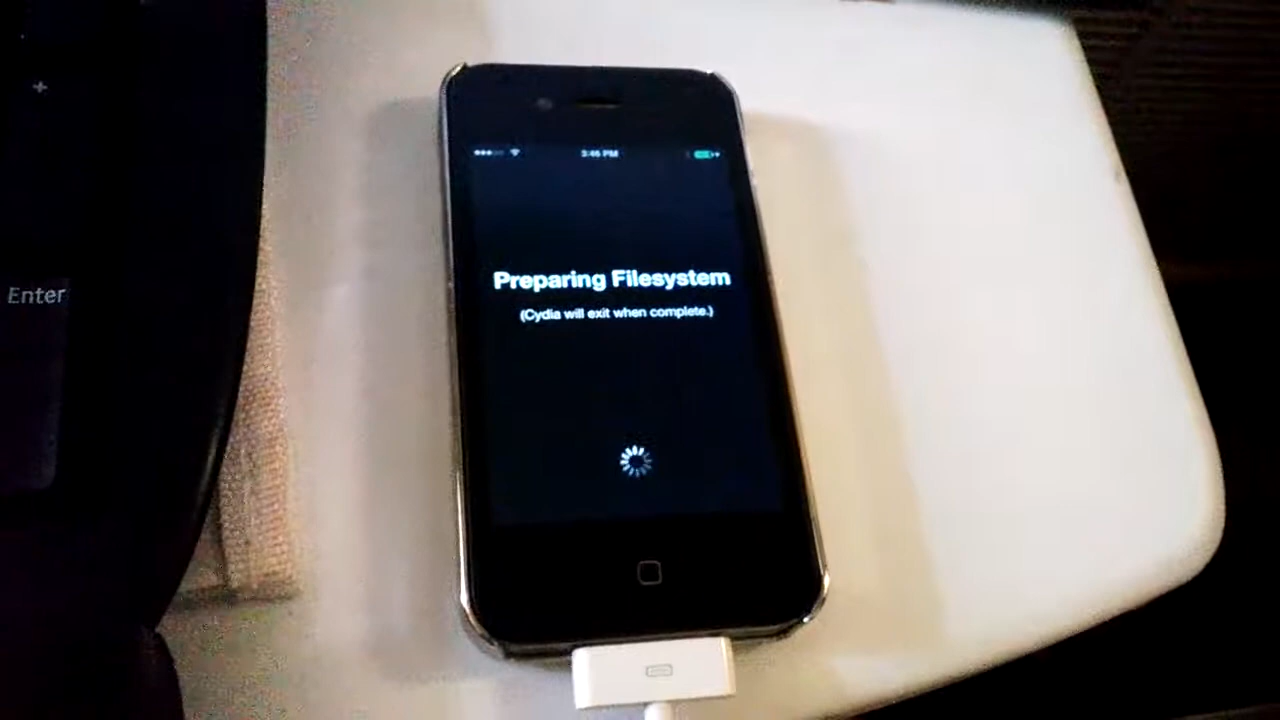 +
Enter
3:46 PM
Preparing Filesystem
(Cydia will exit when complete.)